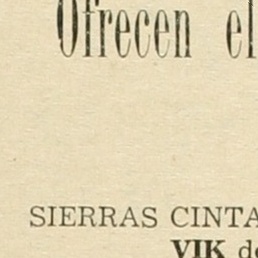 Ofrecen el
SIERRAS CINTA
VIK de